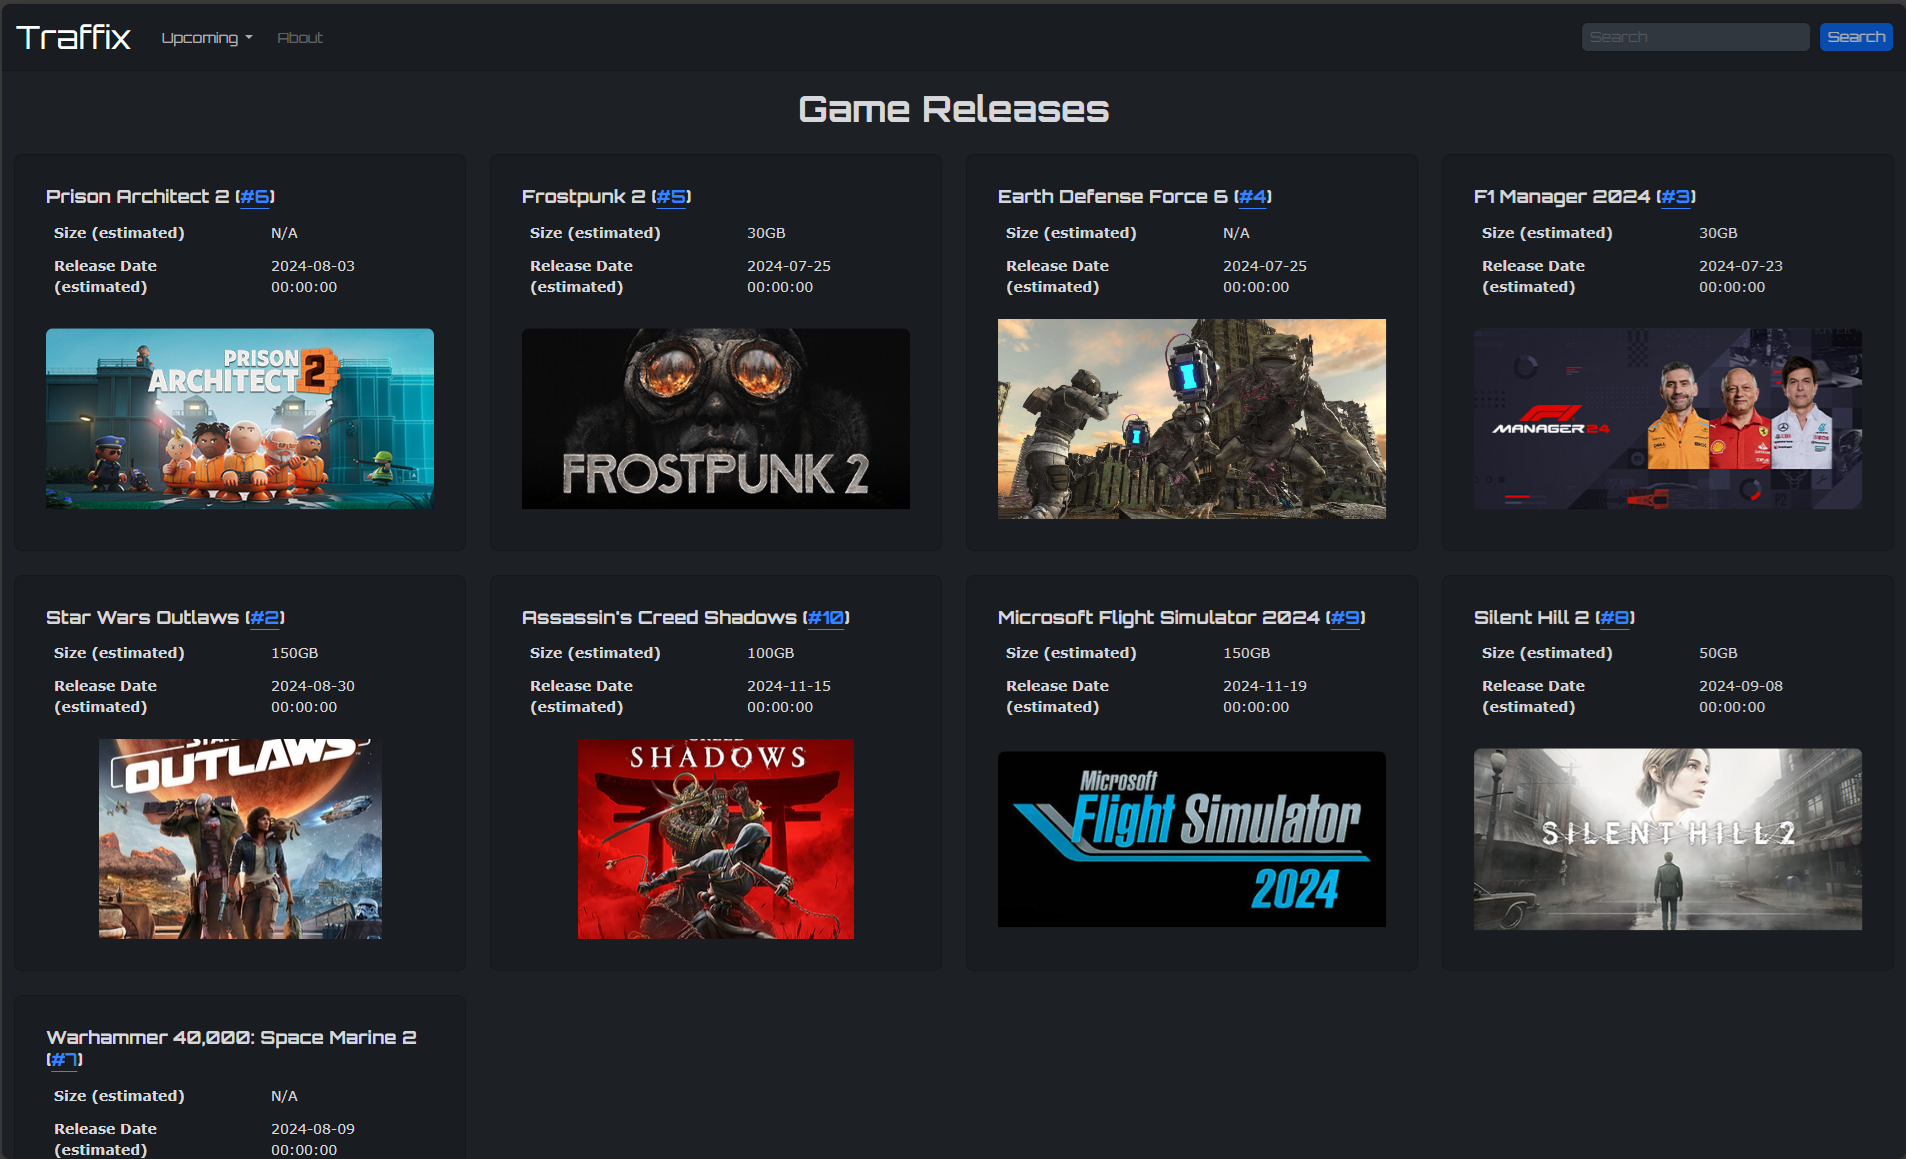 Traffix Upcoming About Search Search
Game Releases
Prison Architect 2 (#6)
Size (estimated) N/A
Release Date 2024-08-03
(estimated) 00:00:00
PRISON
ARCHITECT 2
Frostpunk 2 (#5)
Size (estimated) 30GB
Release Date 2024-07-25
(estimated) 00:00:00
FROSTPUNK 2
Earth Defense Force 6 (#4)
Size (estimated) N/A
Release Date 2024-07-25
(estimated) 00:00:00
F1 Manager 2024 (#3)
Size (estimated) 30GB
Release Date 2024-07-23
(estimated) 00:00:00
F1
MANAGER 24
Star Wars Outlaws (#2)
Size (estimated) 150GB
Release Date 2024-08-30
(estimated) 00:00:00
OUTLAWS
Assassin's Creed Shadows (#10)
Size (estimated) 100GB
Release Date 2024-11-15
(estimated) 00:00:00
SHADOWS
Microsoft Flight Simulator 2024 (#9)
Size (estimated) 150GB
Release Date 2024-11-19
(estimated) 00:00:00
Microsoft
Flight Simulator
2024
Silent Hill 2 (#8)
Size (estimated) 50GB
Release Date 2024-09-08
(estimated) 00:00:00
SILENT HILL 2
Warhammer 40,000: Space Marine 2
(#7)
Size (estimated) N/A
Release Date 2024-08-09
(estimated) 00:00:00